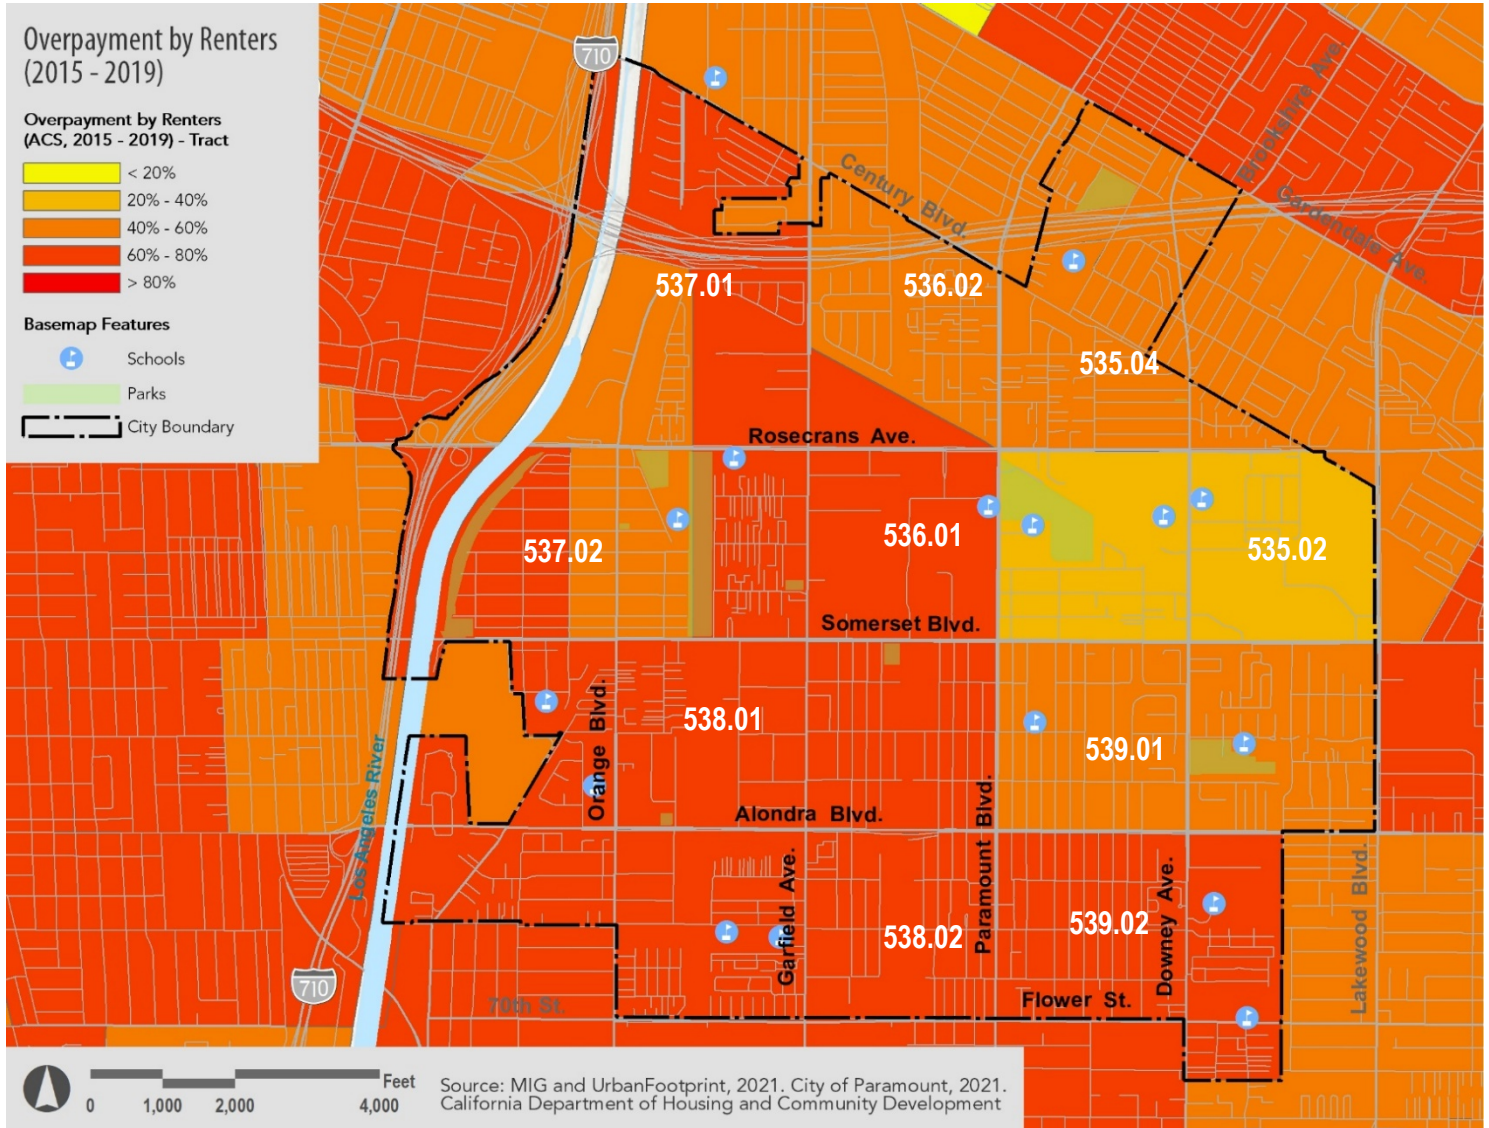 Overpayment by Renters
(2015 - 2019)
Overpayment by Renters
(ACS, 2015 - 2019) - Tract
< 20%
20% - 40%
40% - 60%
60% - 80%
> 80%
Basemap Features
Schools
Parks
City Boundary
710
Century Blvd.
Brookshire Ave.
Gardendale Ave.
537.01
536.02
535.04
Rosecrans Ave.
537.02
536.01
535.02
Somerset Blvd.
Orange Blvd.
538.01
539.01
Los Angeles River
Alondra Blvd.
Paramount Blvd.
Garfield Ave.
538.02
539.02
Downey Ave.
Lakewood Blvd.
710
70th St.
Flower St.
Feet
0 1,000 2,000 4,000
Source: MIG and UrbanFootprint, 2021. City of Paramount, 2021.
California Department of Housing and Community Development